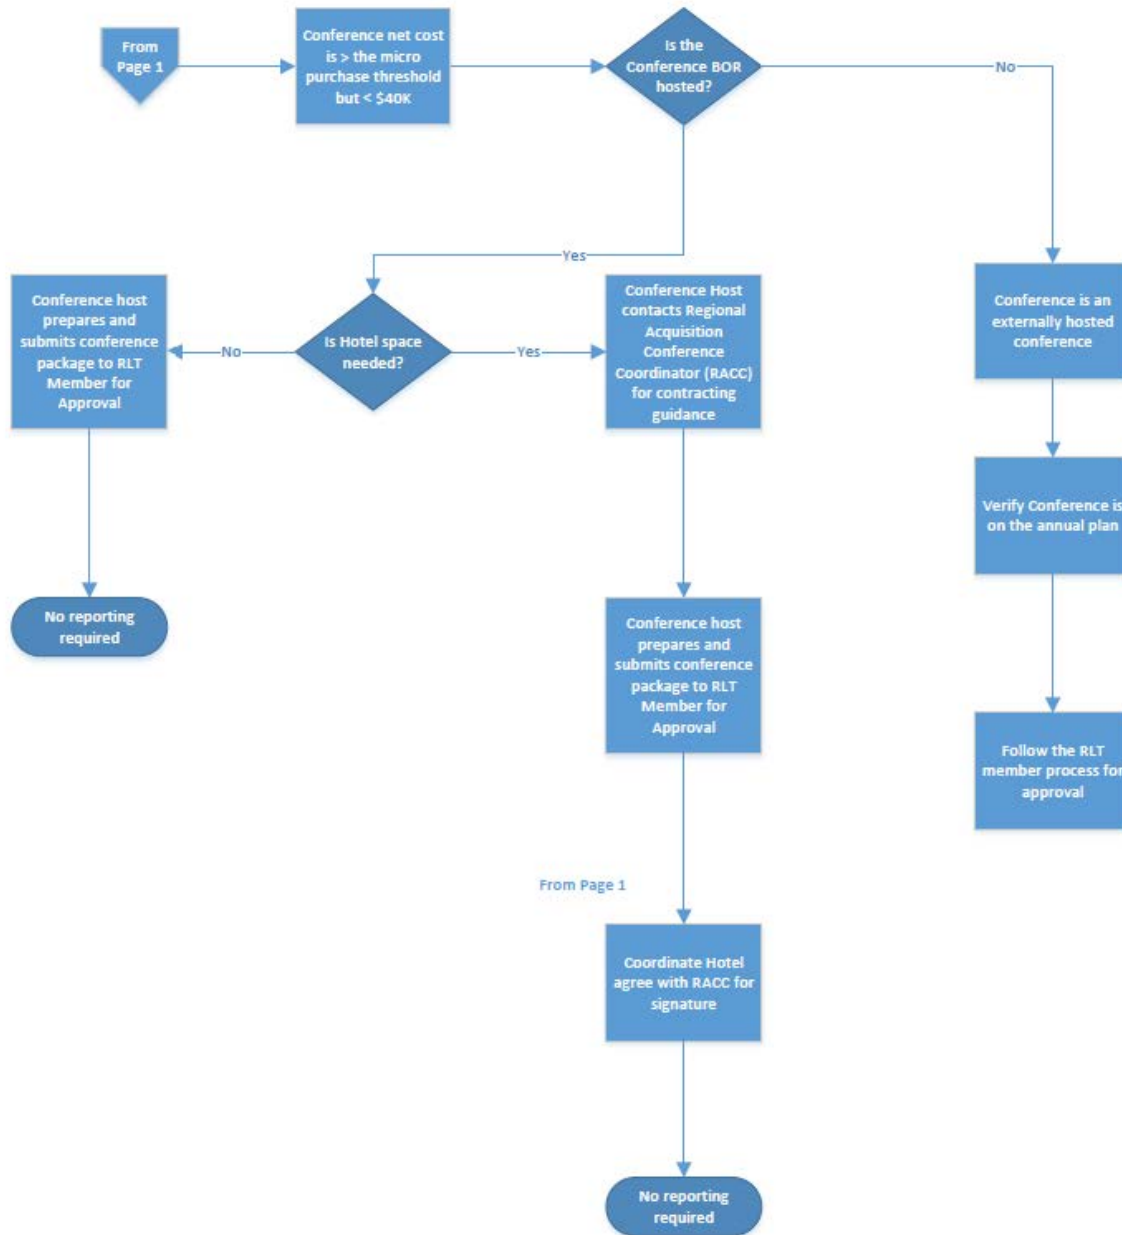 From
Page 1
Conference net cost
is > the micro
purchase threshold
but < $40K
Is the
Conference BOR
hosted?
No
Yes
Conference host
prepares and
submits conference
package to RLT
Member for
Approval
No
Is Hotel space
needed?
Yes
Conference Host
contacts Regional
Acquisition
Conference
Coordinator (RACC)
for contracting
guidance
Conference is an
externally hosted
conference
Verify Conference is
on the annual plan
No reporting
required
Conference host
prepares and
submits conference
package to RLT
Member for
Approval
Follow the RLT
member process for
approval
From Page 1
Coordinate Hotel
agree with RACC for
signature
No reporting
required